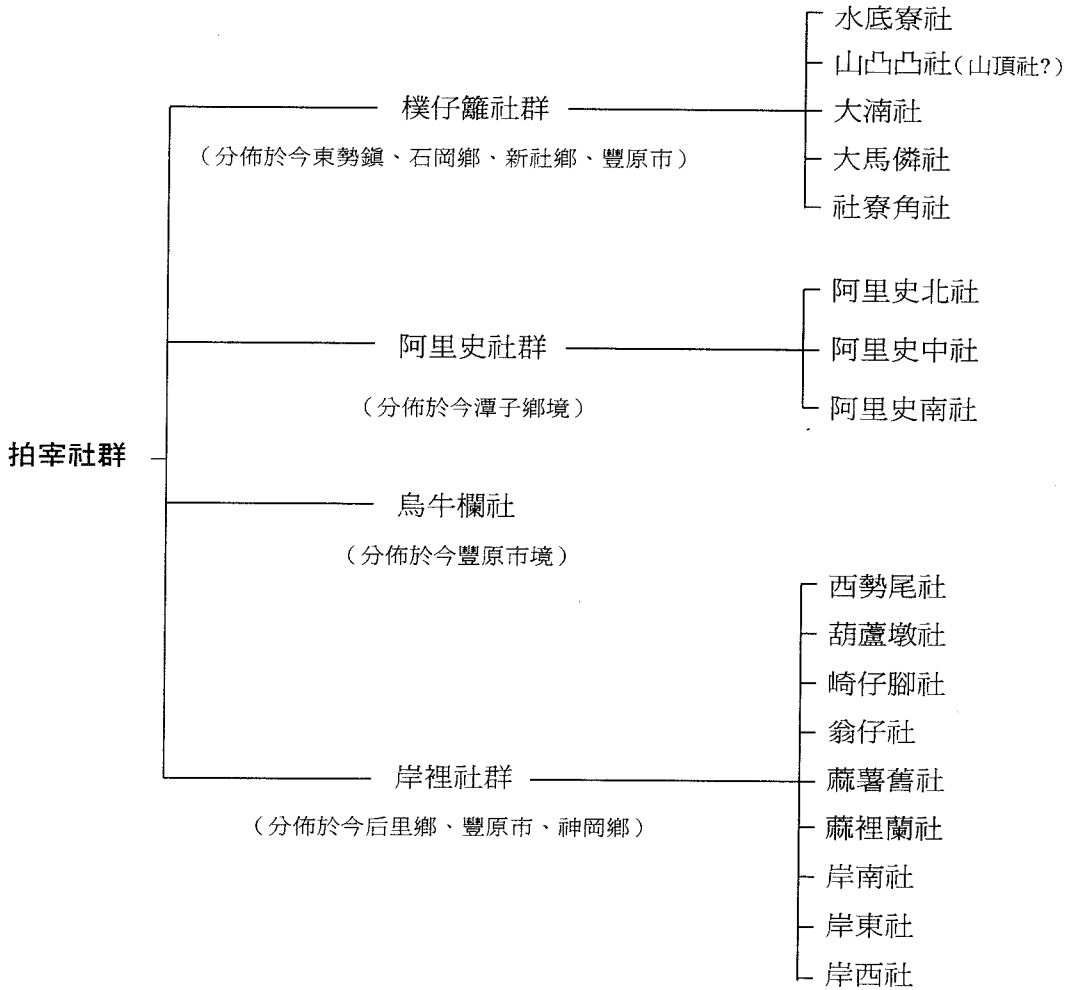 拍宰社群
樸仔籬社群
（分佈於今東勢鎮、石岡鄉、新社鄉、豐原市）
水底寮社
山凸凸社（山頂社?）
大湳社
大馬僯社
社寮角社
阿里史社群
（分佈於今潭子鄉境）
阿里史北社
阿里史中社
阿里史南社
烏牛欄社
（分佈於今豐原市境）
岸裡社群
（分佈於今后里鄉、豐原市、神岡鄉）
西勢尾社
葫蘆墩社
崎仔腳社
翁仔社
蔴薯舊社
蔴裡蘭社
岸南社
岸東社
岸西社